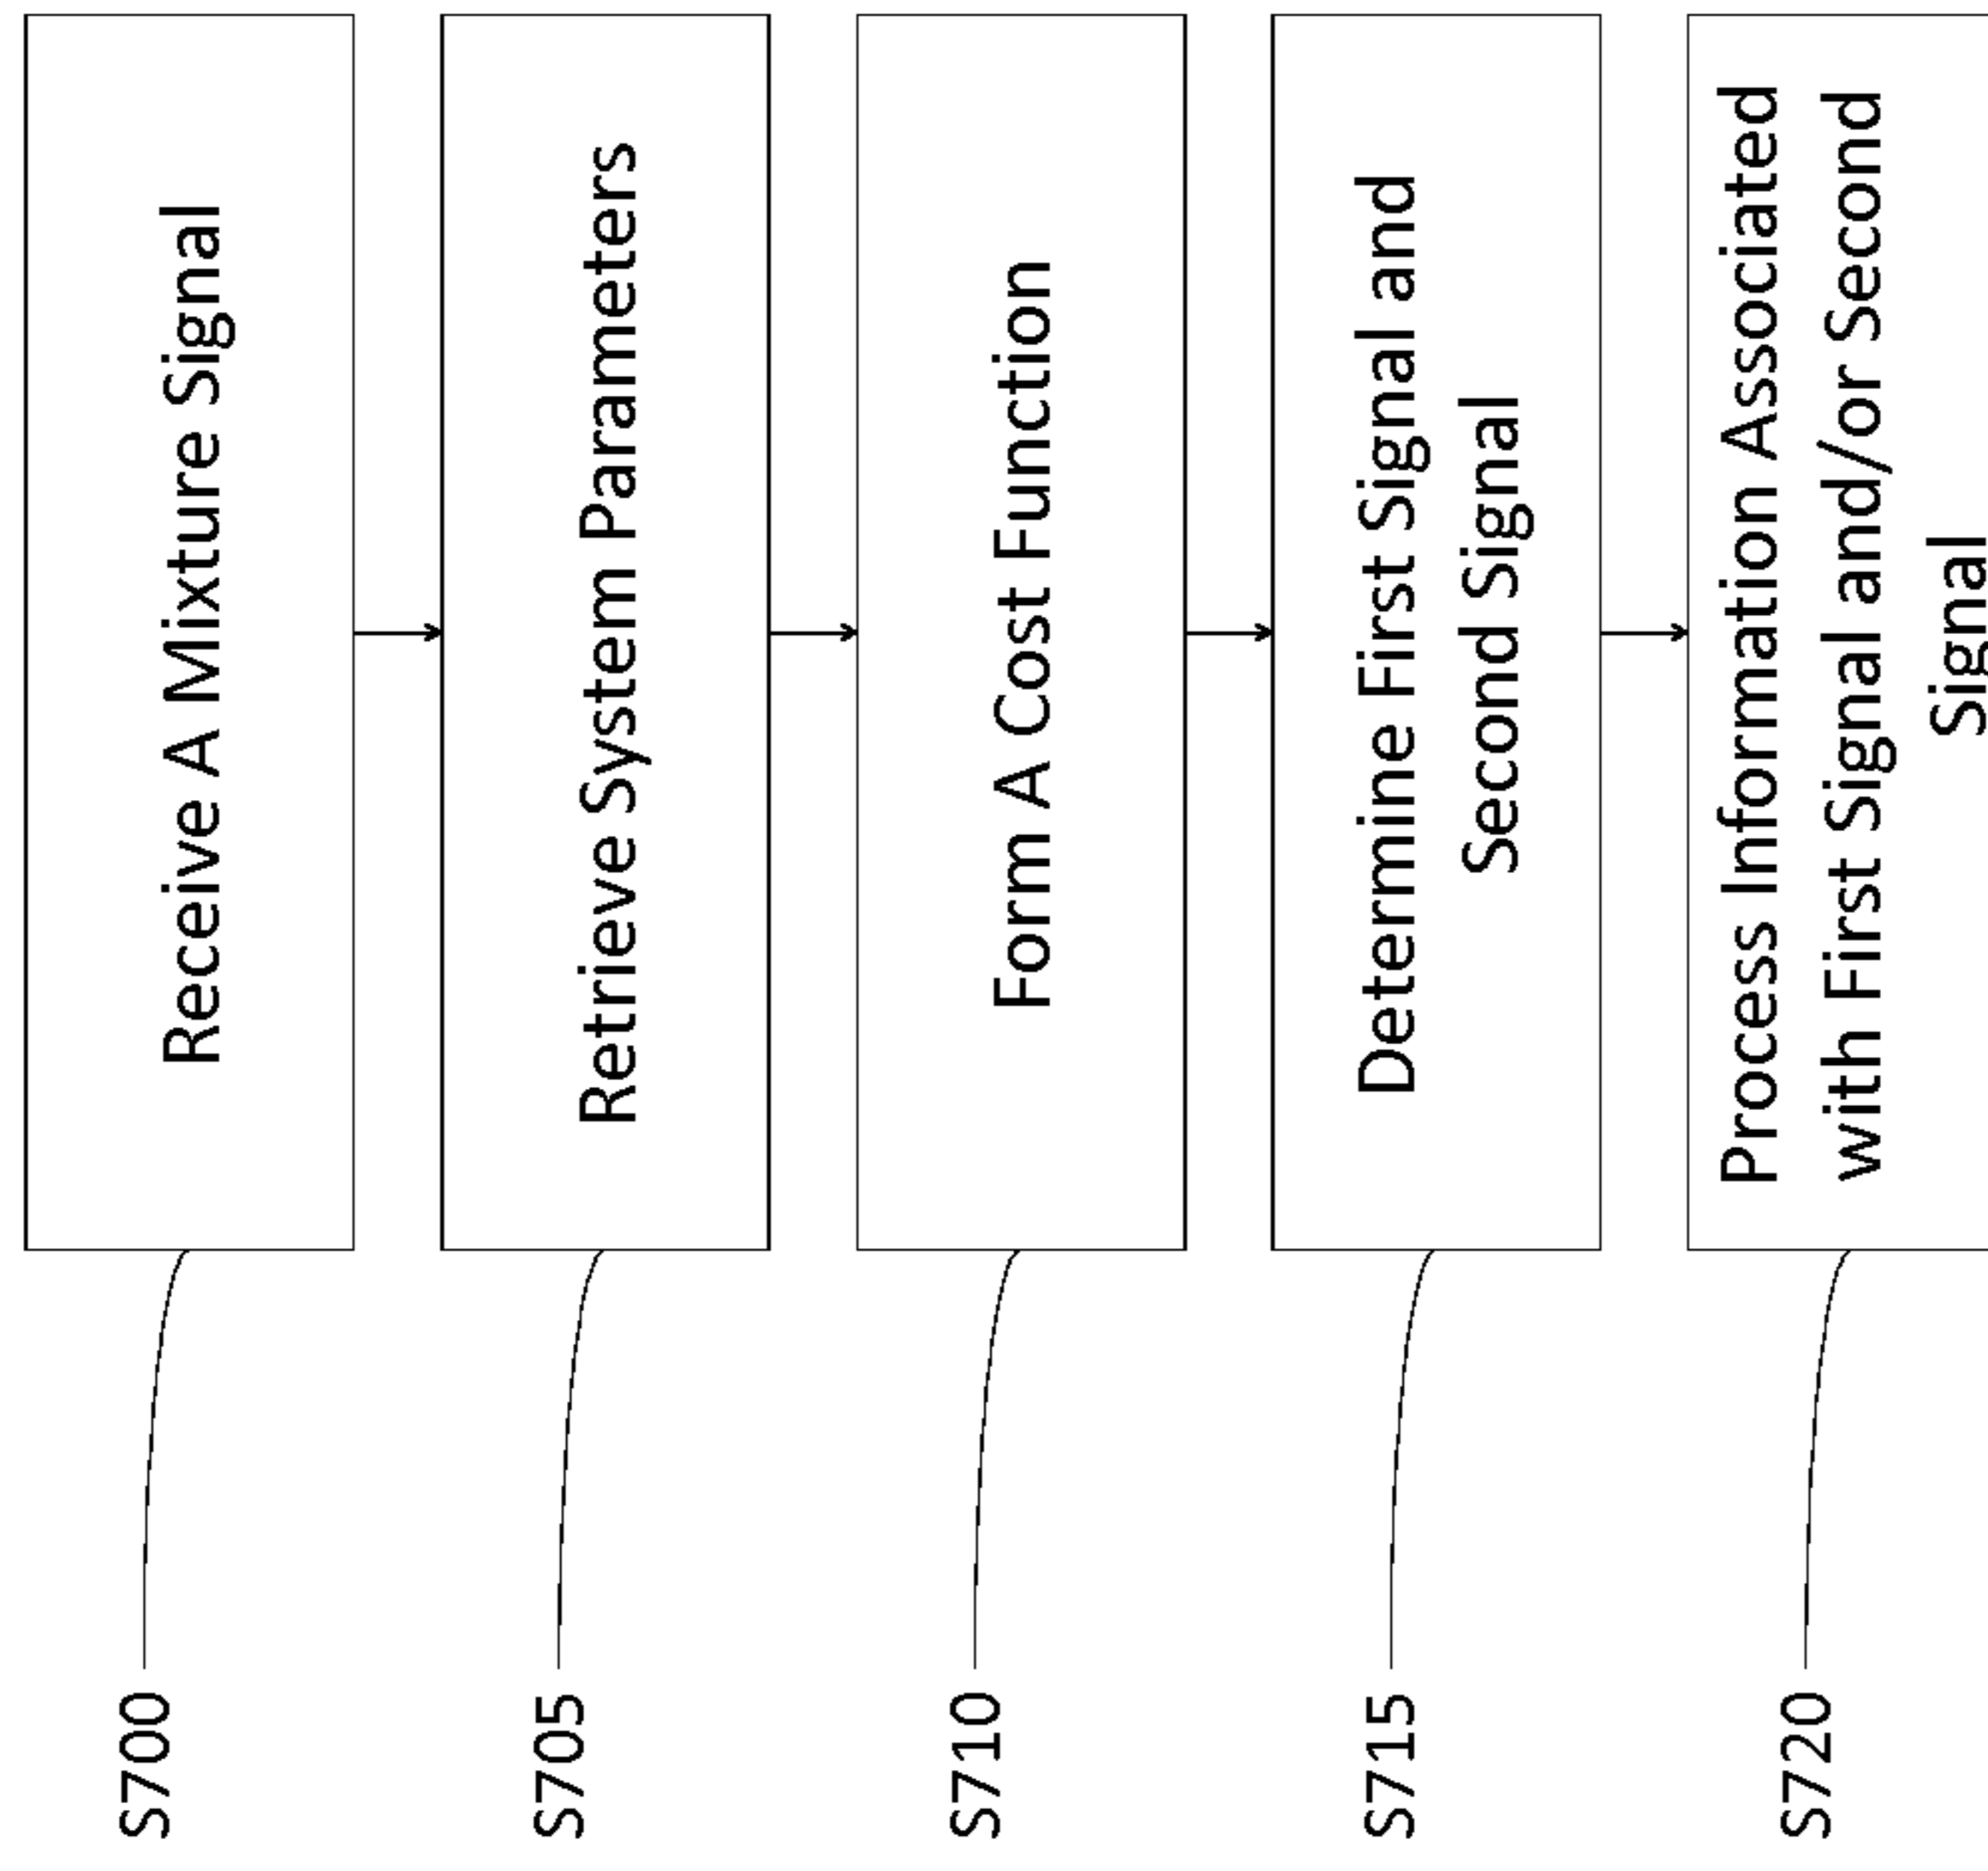 S700
Receive A Mixture Signal
S705
Retrieve System Parameters
S710
Form A Cost Function
S715
Determine First Signal and
Second Signal
S720
Process Information Associated
with First Signal and/or Second
Signal